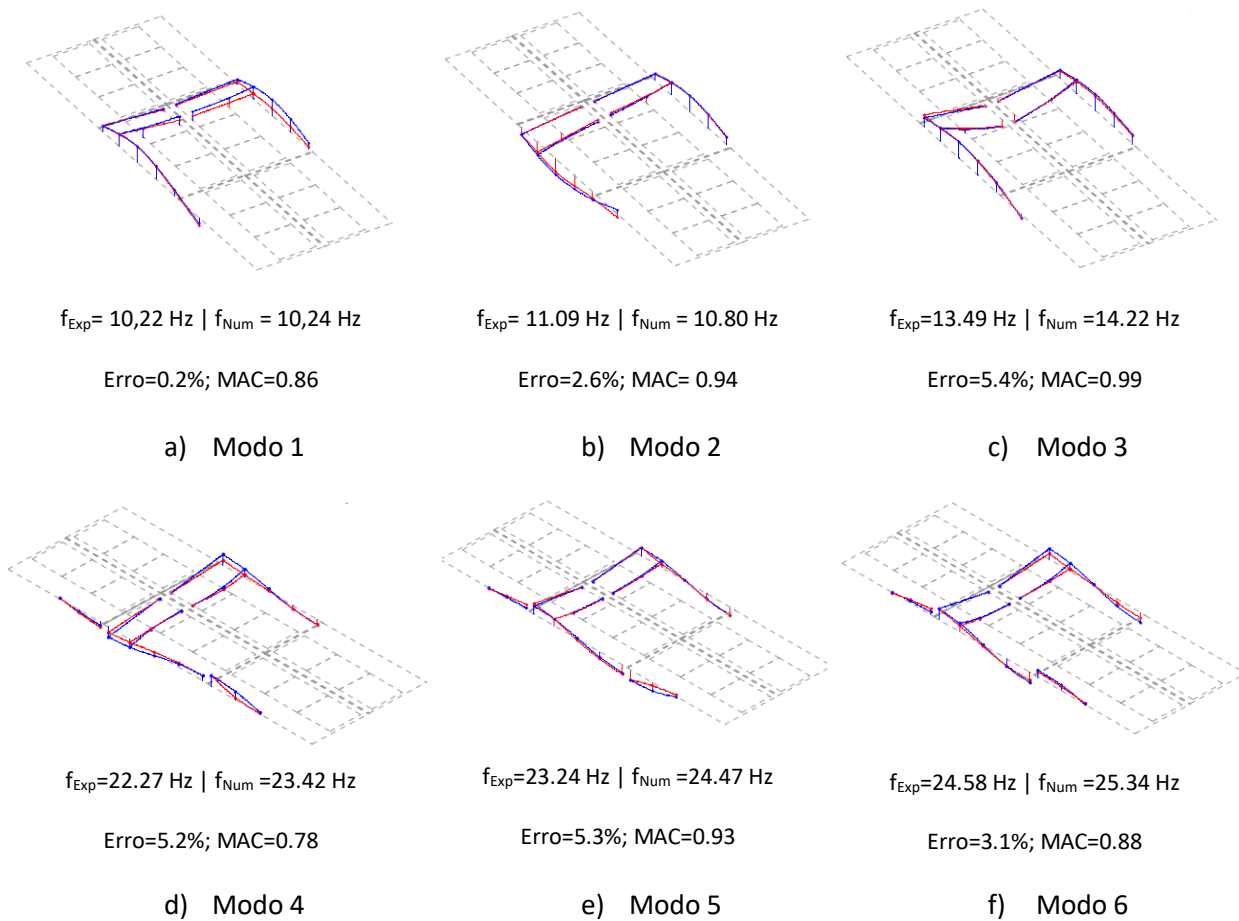 f_Exp= 10,22 Hz | f_Num = 10,24 Hz
Erro=0.2%; MAC=0.86
a) Modo 1
f_Exp= 11.09 Hz | f_Num = 10.80 Hz
Erro=2.6%; MAC= 0.94
b) Modo 2
f_Exp=13.49 Hz | f_Num =14.22 Hz
Erro=5.4%; MAC=0.99
c) Modo 3
f_Exp=22.27 Hz | f_Num =23.42 Hz
Erro=5.2%; MAC=0.78
d) Modo 4
f_Exp=23.24 Hz | f_Num =24.47 Hz
Erro=5.3%; MAC=0.93
e) Modo 5
f_Exp=24.58 Hz | f_Num =25.34 Hz
Erro=3.1%; MAC=0.88
f) Modo 6